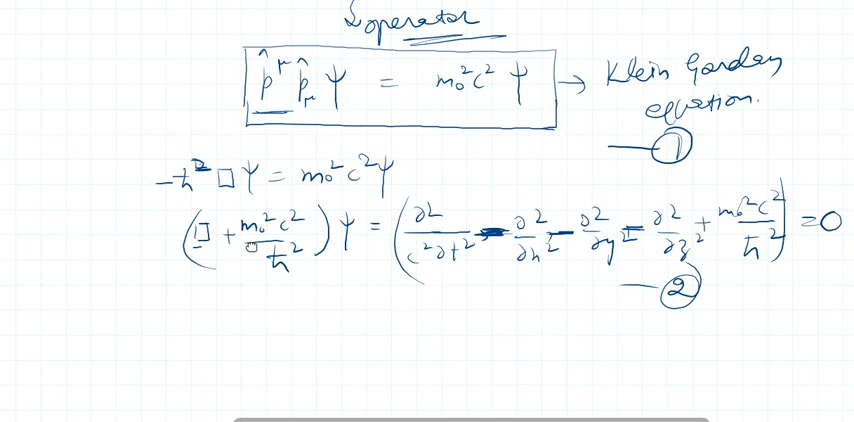 operator
p̂^μ p̂_μ ψ = m₀²c² ψ → Klein Gorden
equation.
— ①
−ħ² □ ψ = m₀²c²ψ
(□ + m₀²c²/ħ²) ψ = (∂²/c²∂t² − ∂²/∂x² − ∂²/∂y² − ∂²/∂z² + m₀²c²/ħ²) = 0
— ②